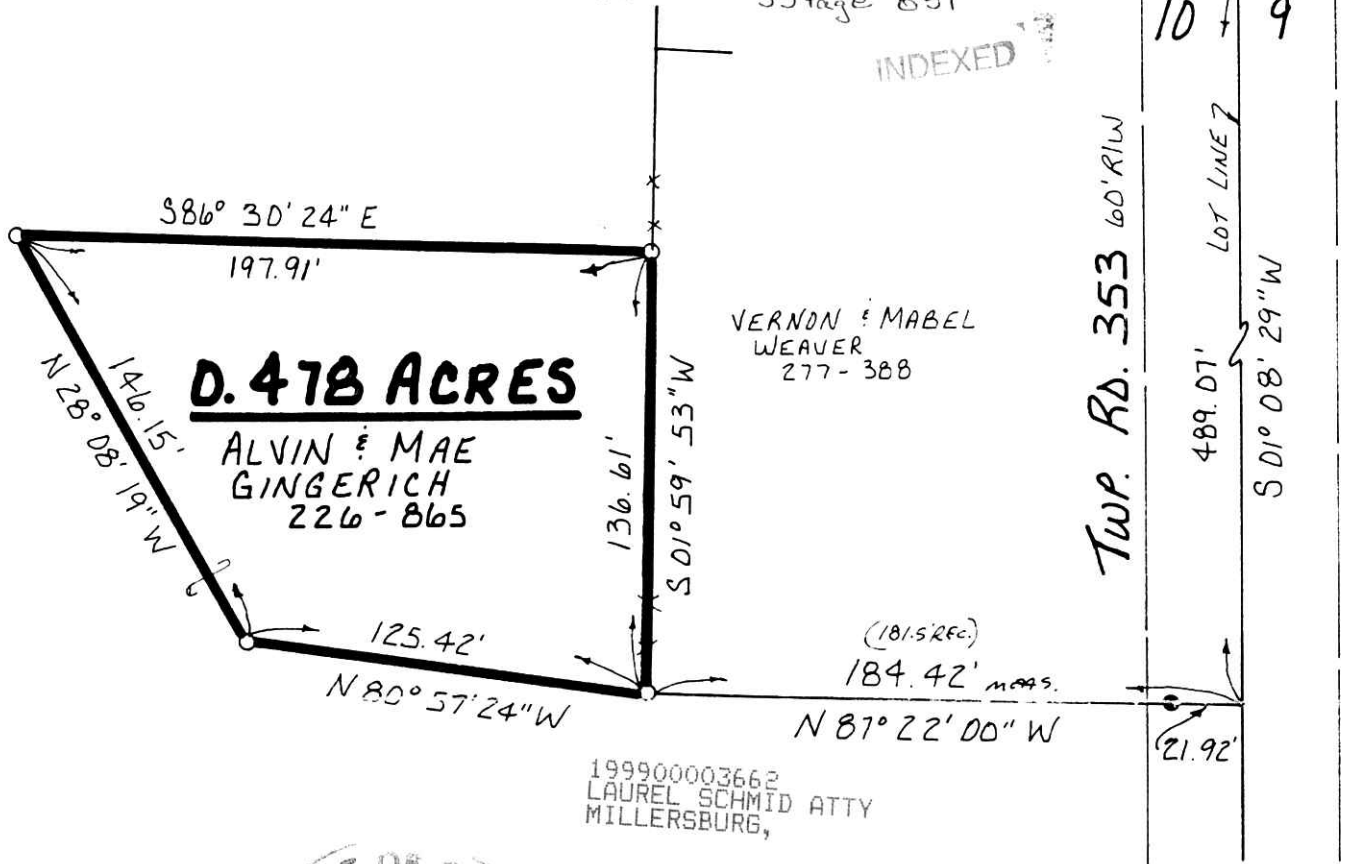 INDEXED
10 9
S86° 30' 24" E
197.91'
N 28° 08' 19" W
146.15'
0.478 ACRES
ALVIN & MAE
GINGERICH
226-865
136.61'
S 01° 59' 53" W
VERNON & MABEL
WEAVER
277-388
TWP. RD. 353 60' R/W
LOT LINE 7
489.07'
S 01° 08' 29" W
125.42'
N 80° 57' 24" W
(181.5' REC.)
184.42' meas.
N 87° 22' 00" W
21.92'
199900003662
LAUREL SCHMID ATTY
MILLERSBURG,